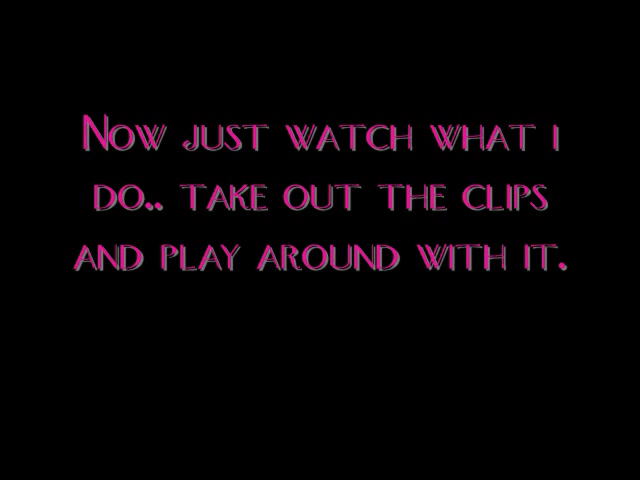 Now just watch what i
do.. take out the clips
and play around with it.